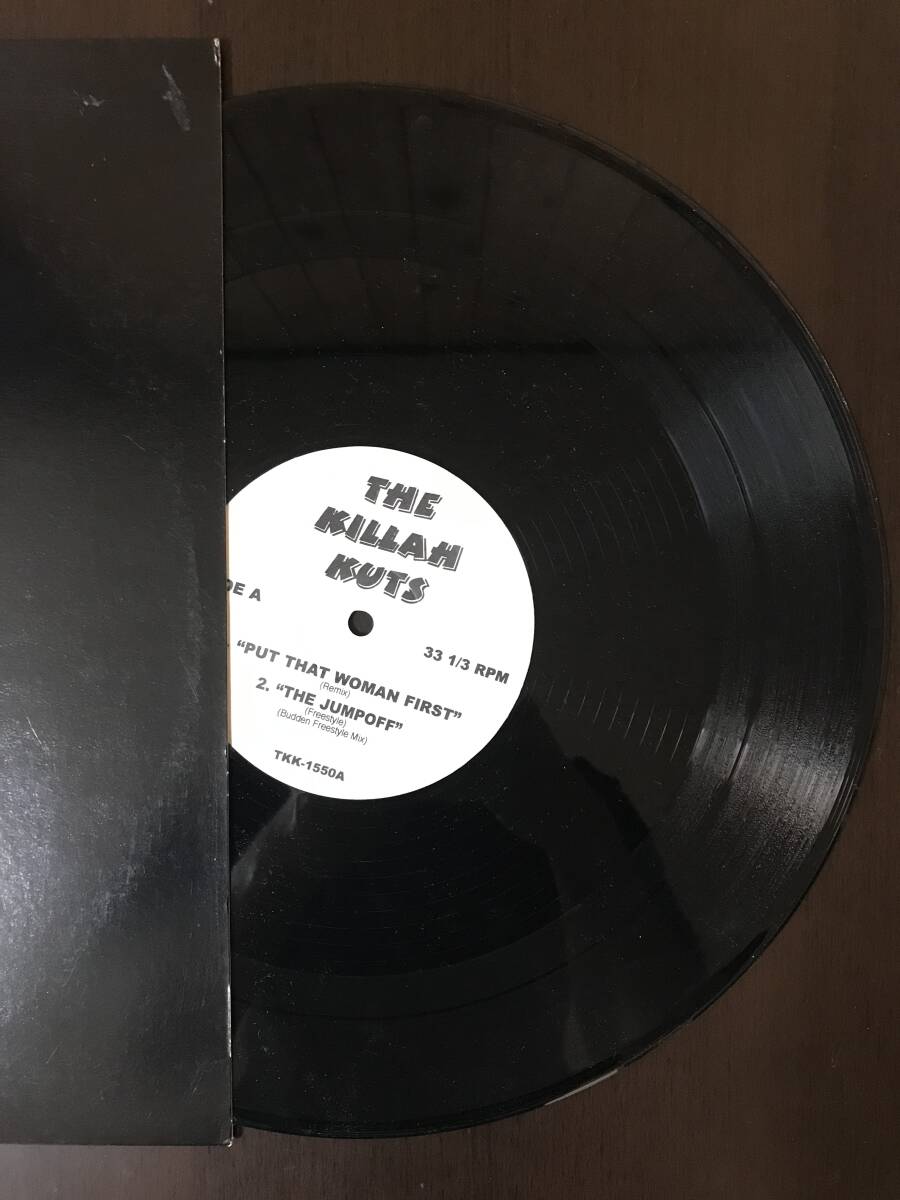 THE
KILLAH
KUTS
DE A
33 1/3 RPM
"PUT THAT WOMAN FIRST"
(Remix)
2. "THE JUMPOFF"
(Freestyle)
(Budden Freestyle Mix)
TKK-1550A